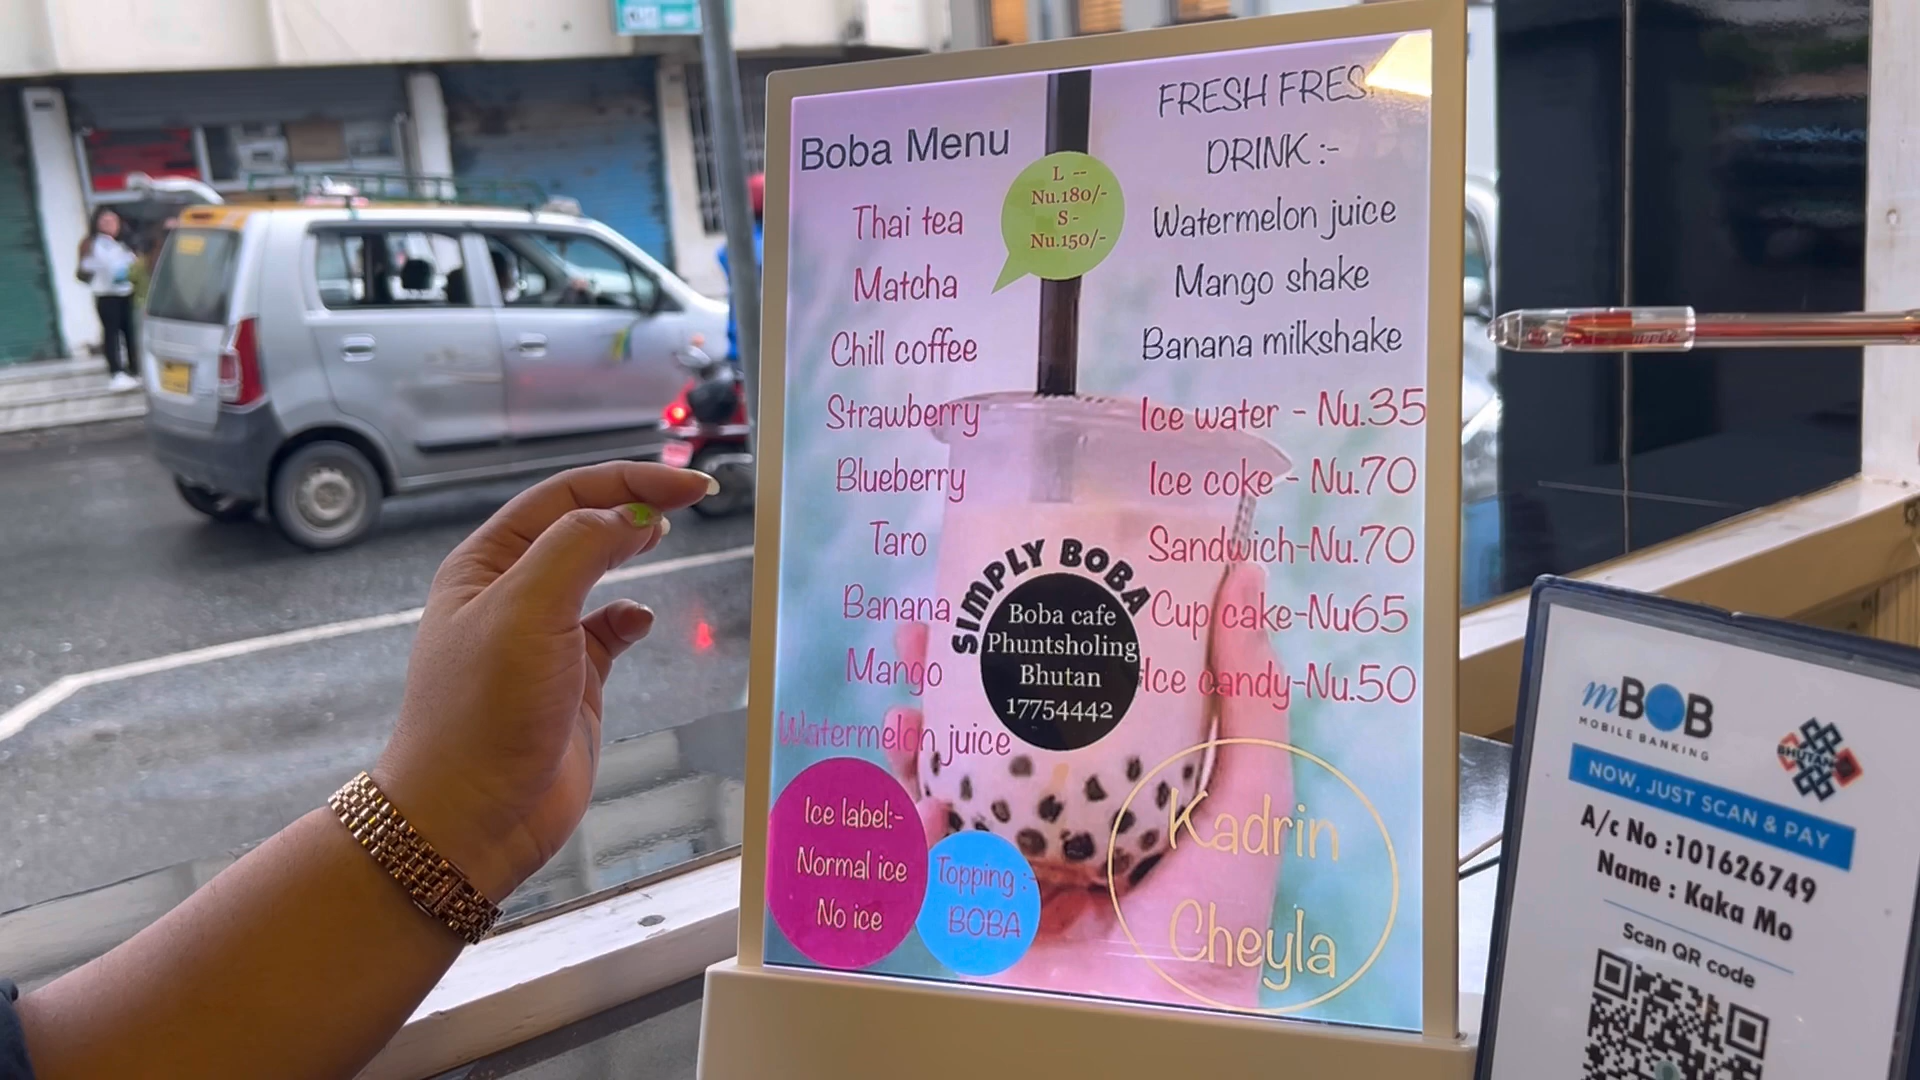 Boba Menu
L --
Nu.180/-
S -
Nu.150/-
Thai tea
Matcha
Chill coffee
Strawberry
Blueberry
Taro
Banana
Mango
Watermelon juice
FRESH
DRINK :-
Watermelon juice
Mango shake
Banana milkshake
Ice water - Nu.35
Ice coke - Nu.70
Sandwich-Nu.70
Cup cake-Nu65
Ice candy-Nu.50
SIMPLY BOBA
Boba cafe
Phuntsholing
Bhutan
17754442
Ice label:-
Normal ice
No ice
Topping :-
BOBA
Kadrin
Cheyla
mBOB
MOBILE BANKING
BHUTAN
NOW, JUST SCAN & PAY
A/c No :101626749
Name : Kaka Mo
Scan QR code